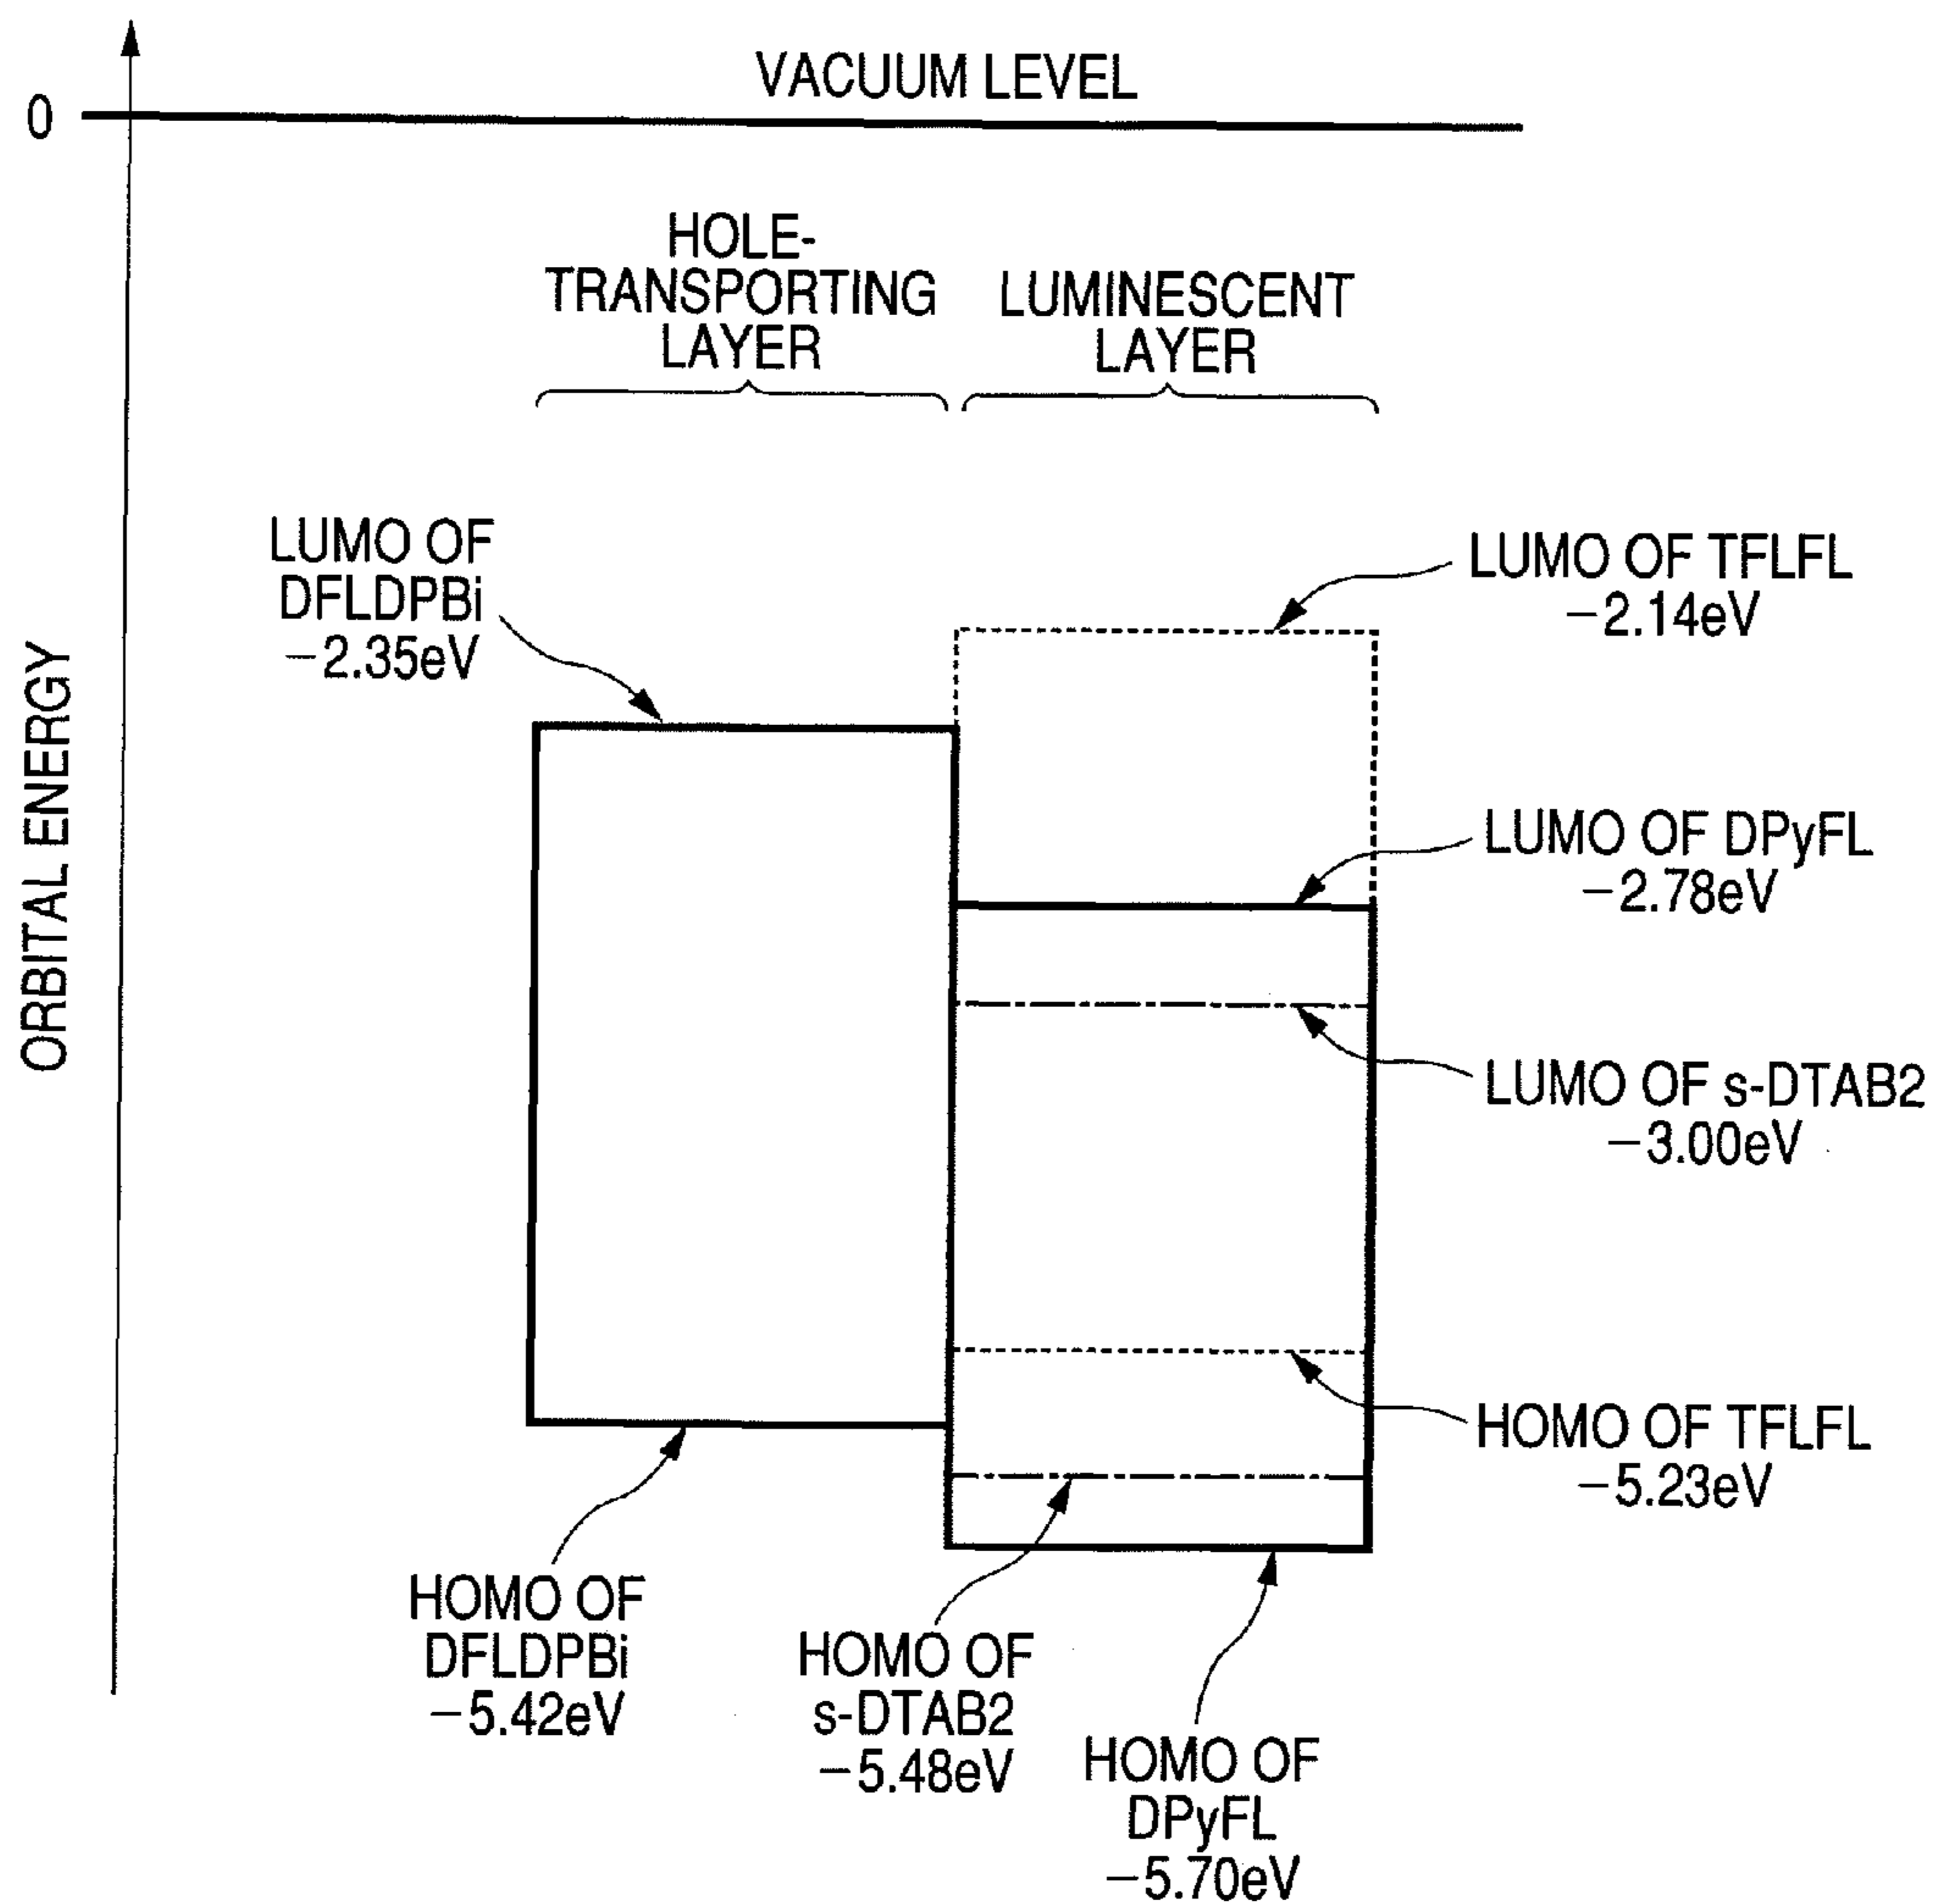 VACUUM LEVEL
0
HOLE-
TRANSPORTING
LAYER
LUMINESCENT
LAYER
ORBITAL ENERGY
LUMO OF
DFLDPBi
−2.35eV
LUMO OF TFLFL
−2.14eV
LUMO OF DPyFL
−2.78eV
LUMO OF s-DTAB2
−3.00eV
HOMO OF TFLFL
−5.23eV
HOMO OF
DFLDPBi
−5.42eV
HOMO OF
s-DTAB2
−5.48eV
HOMO OF
DPyFL
−5.70eV